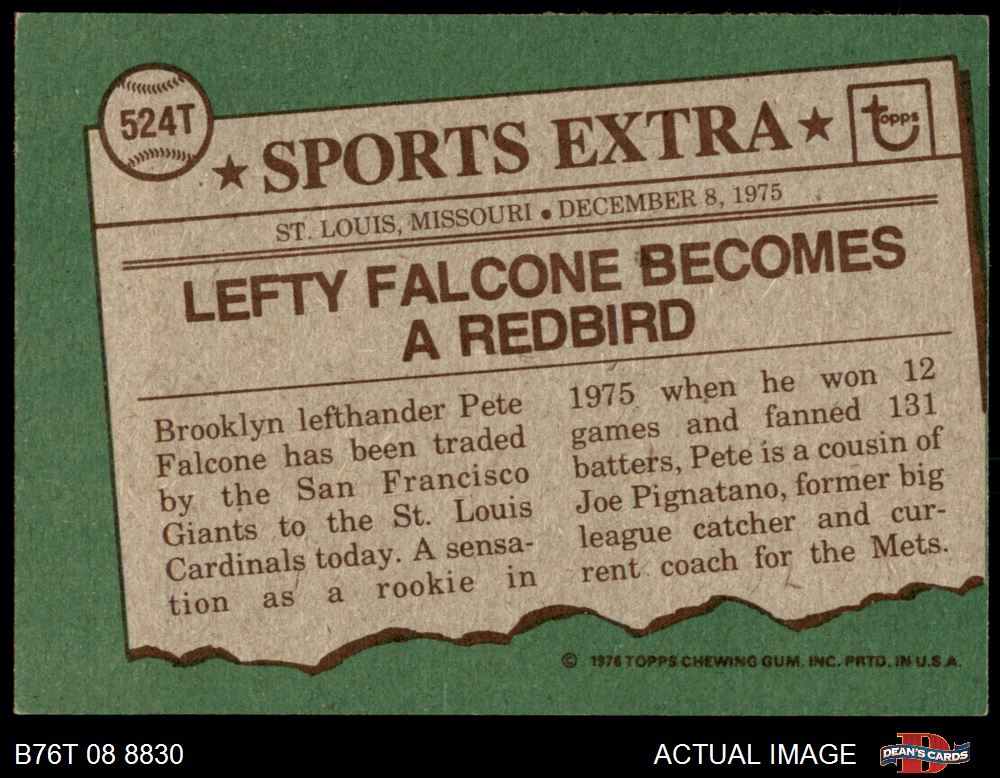 524T
★ SPORTS EXTRA ★
Topps
ST. LOUIS, MISSOURI • DECEMBER 8, 1975
LEFTY FALCONE BECOMES
A REDBIRD
Brooklyn lefthander Pete
Falcone has been traded
by the San Francisco
Giants to the St. Louis
Cardinals today. A sensa-
tion as a rookie in
1975 when he won 12
games and fanned 131
batters, Pete is a cousin of
Joe Pignatano, former big
league catcher and cur-
rent coach for the Mets.
© 1976 TOPPS CHEWING GUM, INC. PRTD. IN U.S.A.
B76T 08 8830
ACTUAL IMAGE
D
DEAN'S CARDS